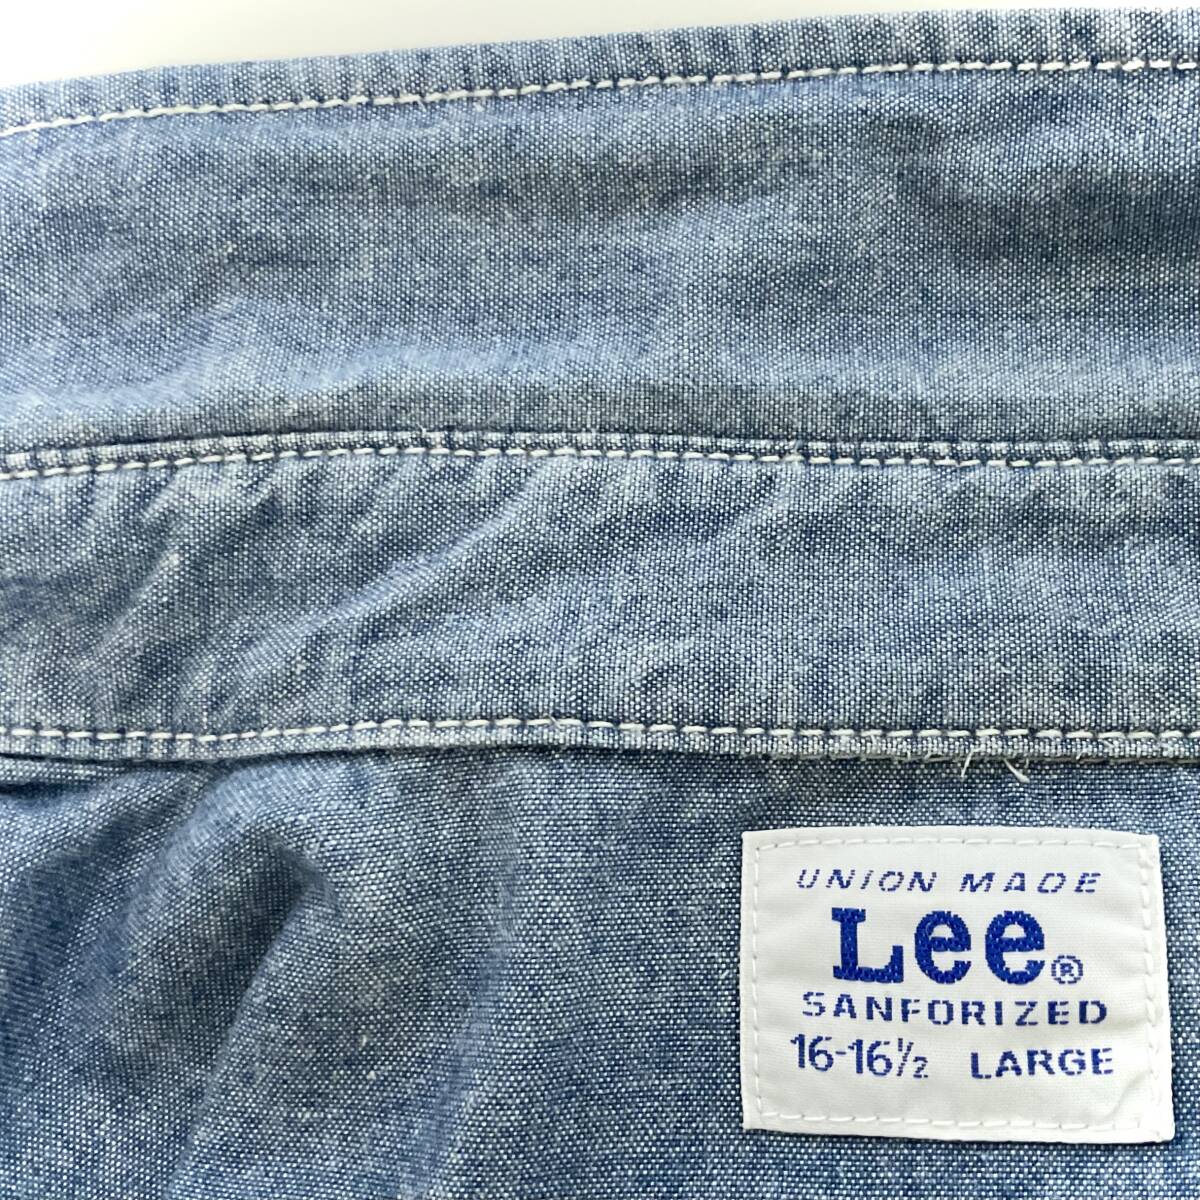 UNION MADE
Lee®
SANFORIZED
16-16½ LARGE